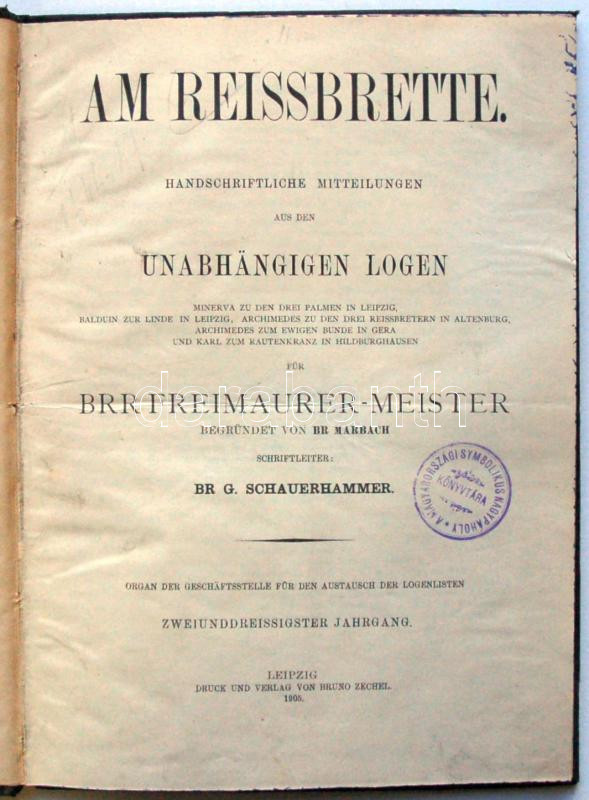 AM REISSBRETTE.
HANDSCHRIFTLICHE MITTEILUNGEN
AUS DEN
UNABHÄNGIGEN LOGEN
MINERVA ZU DEN DREI PALMEN IN LEIPZIG,
BALDUIN ZUR LINDE IN LEIPZIG, ARCHIMEDES ZU DEN DREI REISSBRETERN IN ALTENBURG,
ARCHIMEDES ZUM EWIGEN BUNDE IN GERA
UND KARL ZUM RAUTENKRANZ IN HILDBURGHAUSEN
FÜR
BRRFREIMAURER-MEISTER
BEGRÜNDET VON BR MARBACH
SCHRIFTLEITER:
BR G. SCHAUERHAMMER.
A MAGYARORSZÁGI SYMBOLIKUS NAGYPÁHOLY
KÖNYVTÁRA
ORGAN DER GESCHÄFTSSTELLE FÜR DEN AUSTAUSCH DER LOGENLISTEN
ZWEIUNDDREISSIGSTER JAHRGANG.
LEIPZIG
DRUCK UND VERLAG VON BRUNO ZECHEL.
1905.